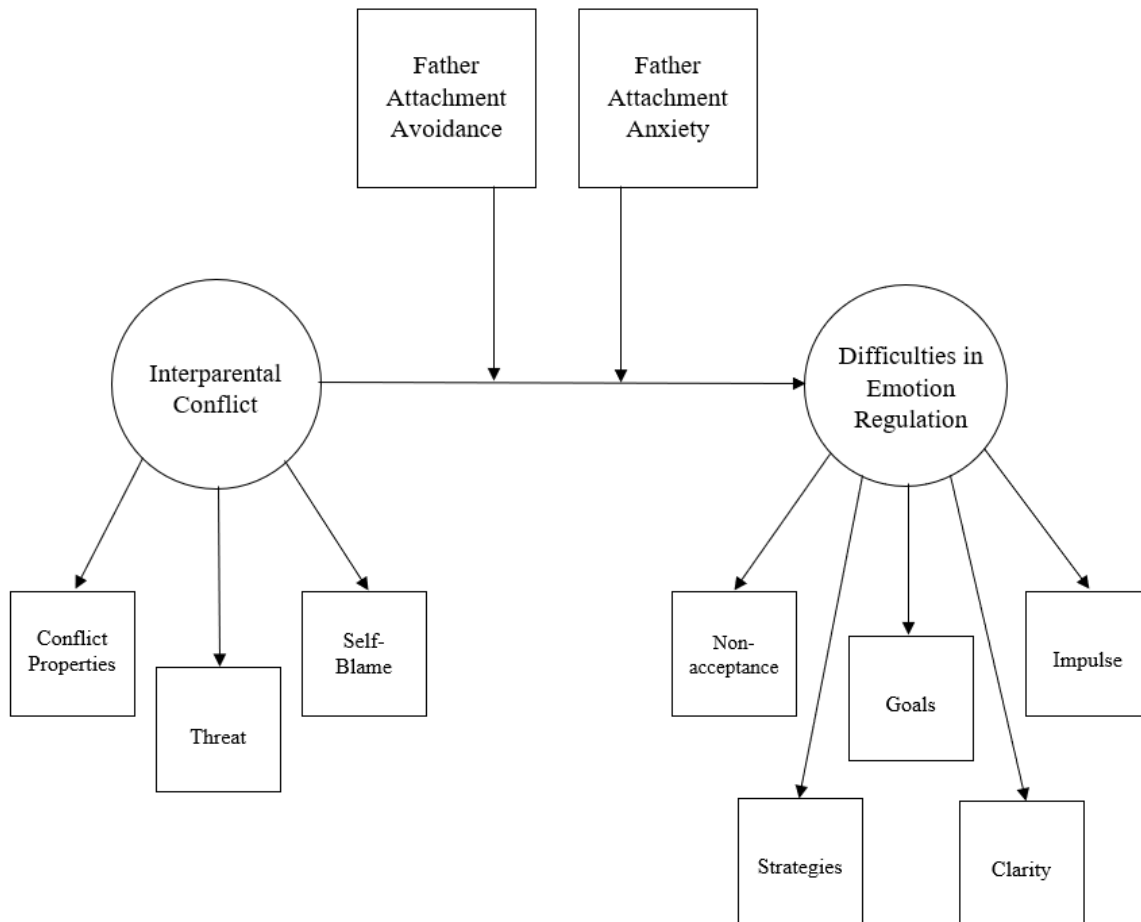 Father
Attachment
Avoidance
Father
Attachment
Anxiety
Interparental
Conflict
Difficulties in
Emotion
Regulation
Conflict
Properties
Threat
Self-
Blame
Non-
acceptance
Goals
Impulse
Strategies
Clarity